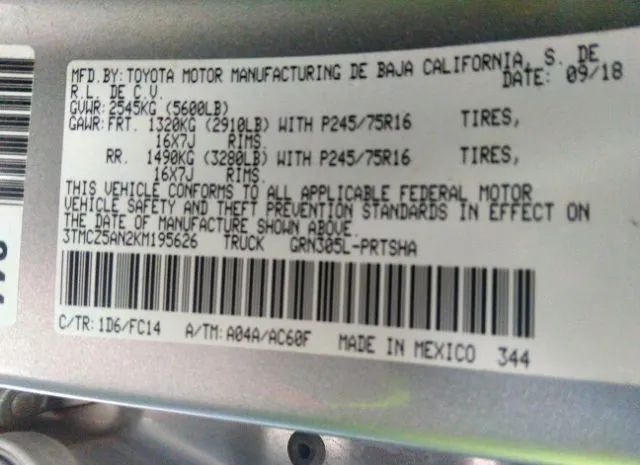 MFD.BY:TOYOTA MOTOR MANUFACTURING DE BAJA CALIFORNIA, S. DE
R.L. DE C.V. DATE: 09/18
GVWR:2545KG (5600LB)
GAWR:FRT. 1320KG (2910LB) WITH P245/75R16 TIRES,
16X7J RIMS.
RR. 1490KG (3280LB) WITH P245/75R16 TIRES,
16X7J RIMS.
THIS VEHICLE CONFORMS TO ALL APPLICABLE FEDERAL MOTOR
VEHICLE SAFETY AND THEFT PREVENTION STANDARDS IN EFFECT ON
THE DATE OF MANUFACTURE SHOWN ABOVE.
3TMCZ5AN2KM195626 TRUCK GRN305L-PRTSHA
C/TR:1D6/FC14 A/TM:A04A/AC60F MADE IN MEXICO 344